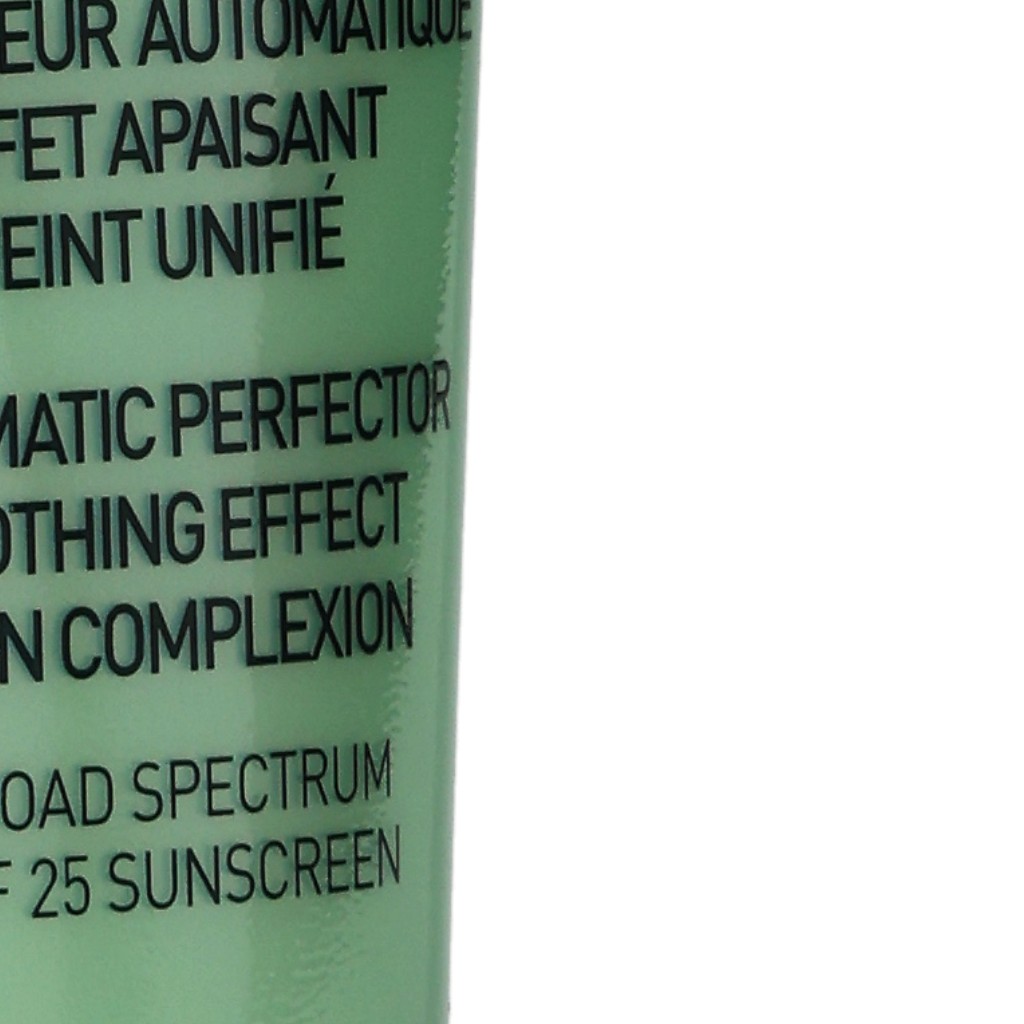 EUR AUTOMATIQUE
FET APAISANT
EINT UNIFIÉ
MATIC PERFECTOR
OTHING EFFECT
N COMPLEXION
OAD SPECTRUM
F 25 SUNSCREEN